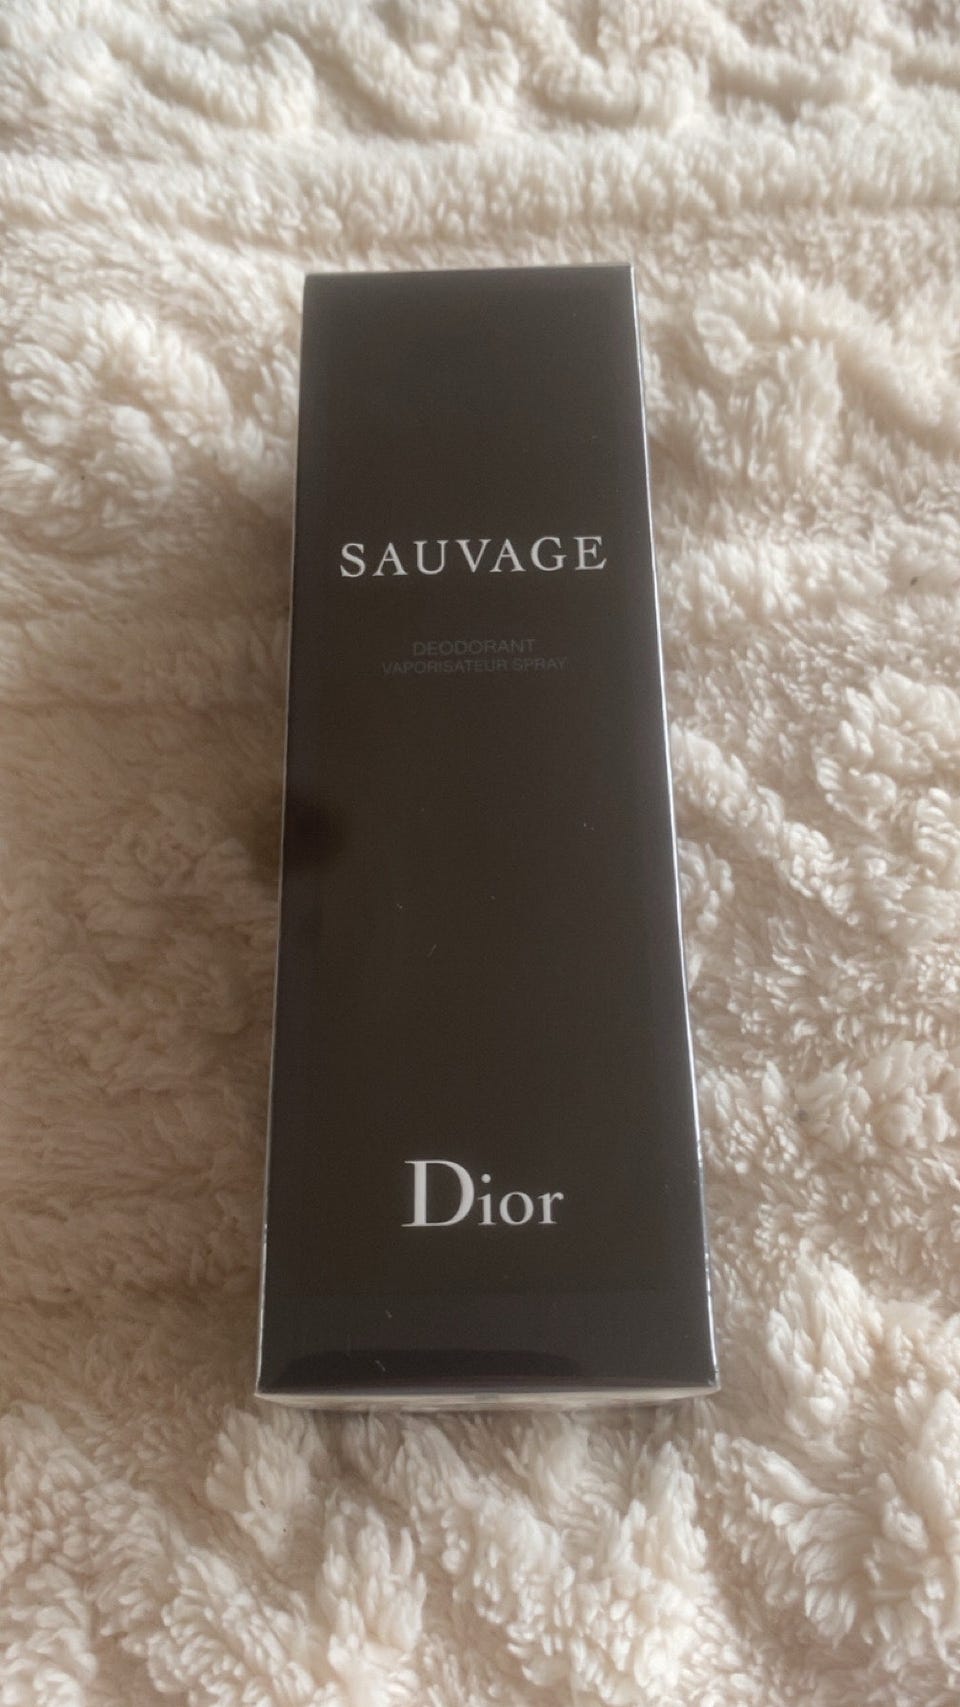 SAUVAGE
DEODORANT
VAPORISATEUR SPRAY
Dior